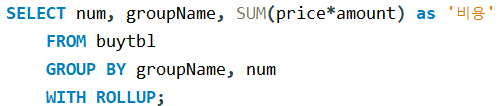 SELECT num, groupName, SUM(price*amount) as '비용'
FROM buytbl
GROUP BY groupName, num
WITH ROLLUP;